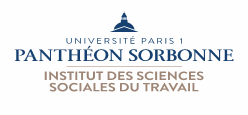 UNIVERSITÉ PARIS 1
PANTHÉON SORBONNE
INSTITUT DES SCIENCES
SOCIALES DU TRAVAIL